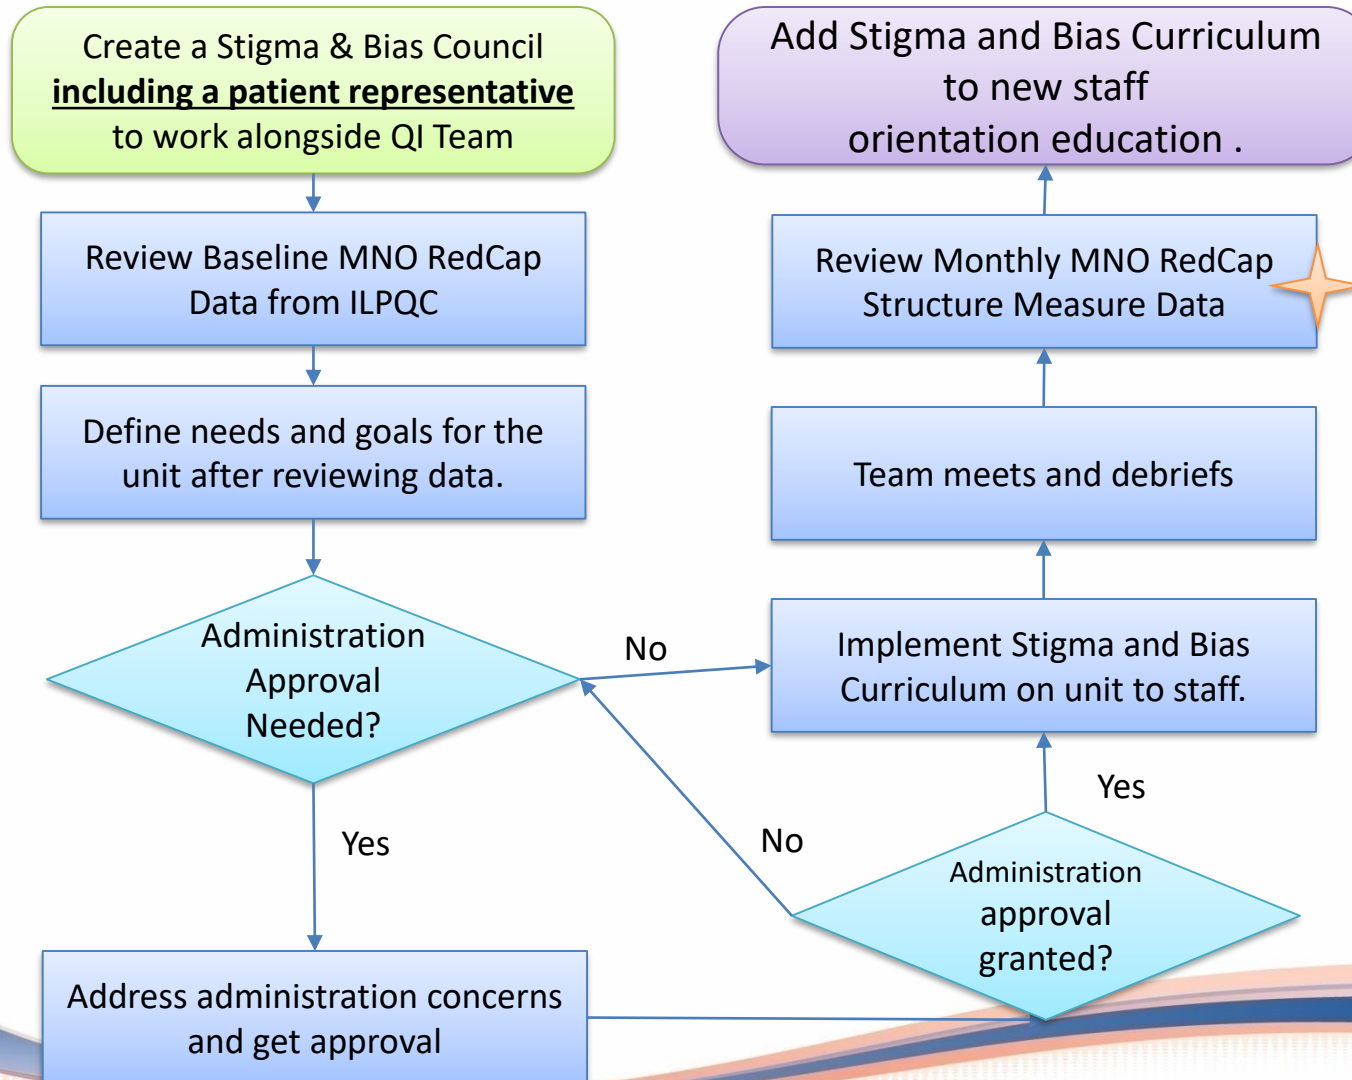 Create a Stigma & Bias Council
including a patient representative
to work alongside QI Team
Review Baseline MNO RedCap
Data from ILPQC
Define needs and goals for the
unit after reviewing data.
Administration
Approval
Needed?
Yes
No
Address administration concerns
and get approval
Administration
approval
granted?
No
Yes
Implement Stigma and Bias
Curriculum on unit to staff.
Team meets and debriefs
Review Monthly MNO RedCap
Structure Measure Data
Add Stigma and Bias Curriculum
to new staff
orientation education .